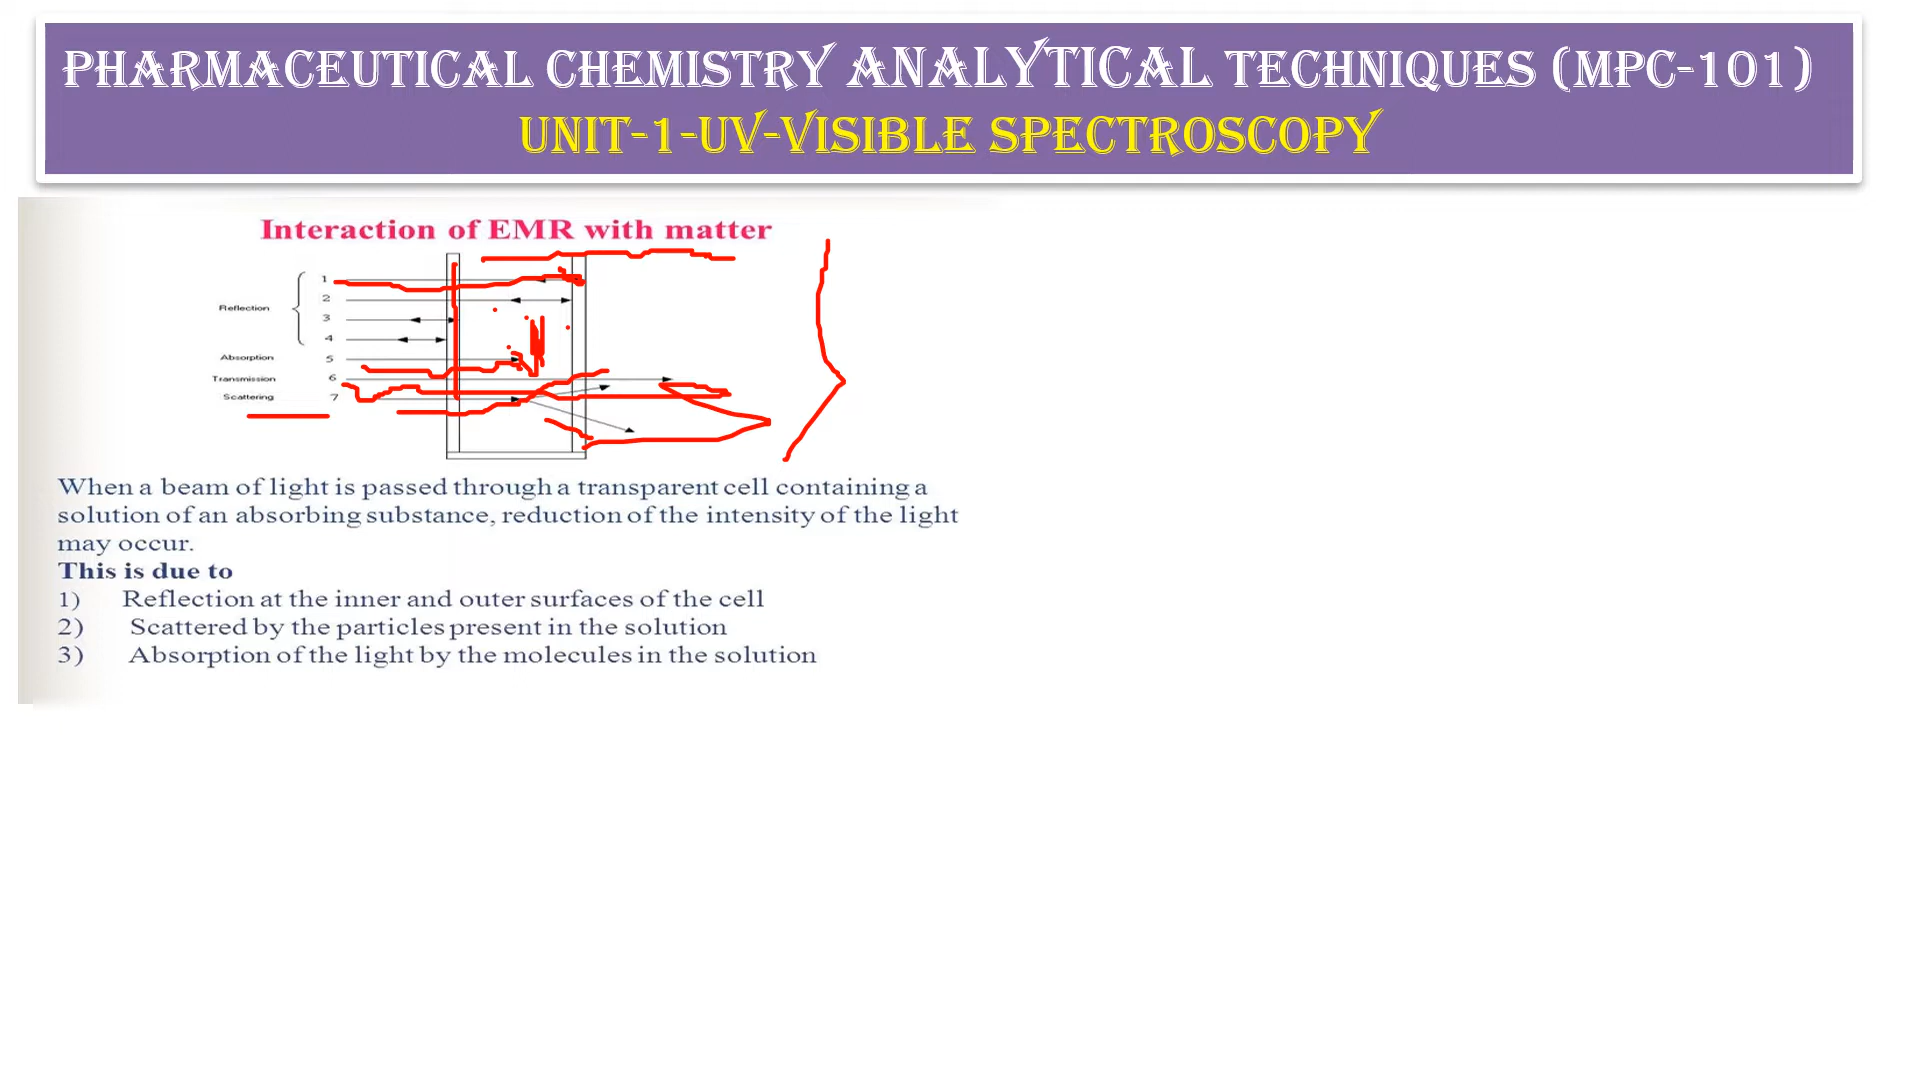 PHARMACEUTICAL CHEMISTRY ANALYTICAL TECHNIQUES (MPC-101)
UNIT-1-UV-VISIBLE SPECTROSCOPY
Interaction of EMR with matter
1
2
Reflection
3
4
Absorption 5
Transmission 6
Scattering 7
When a beam of light is passed through a transparent cell containing a
solution of an absorbing substance, reduction of the intensity of the light
may occur.
This is due to
1) Reflection at the inner and outer surfaces of the cell
2) Scattered by the particles present in the solution
3) Absorption of the light by the molecules in the solution